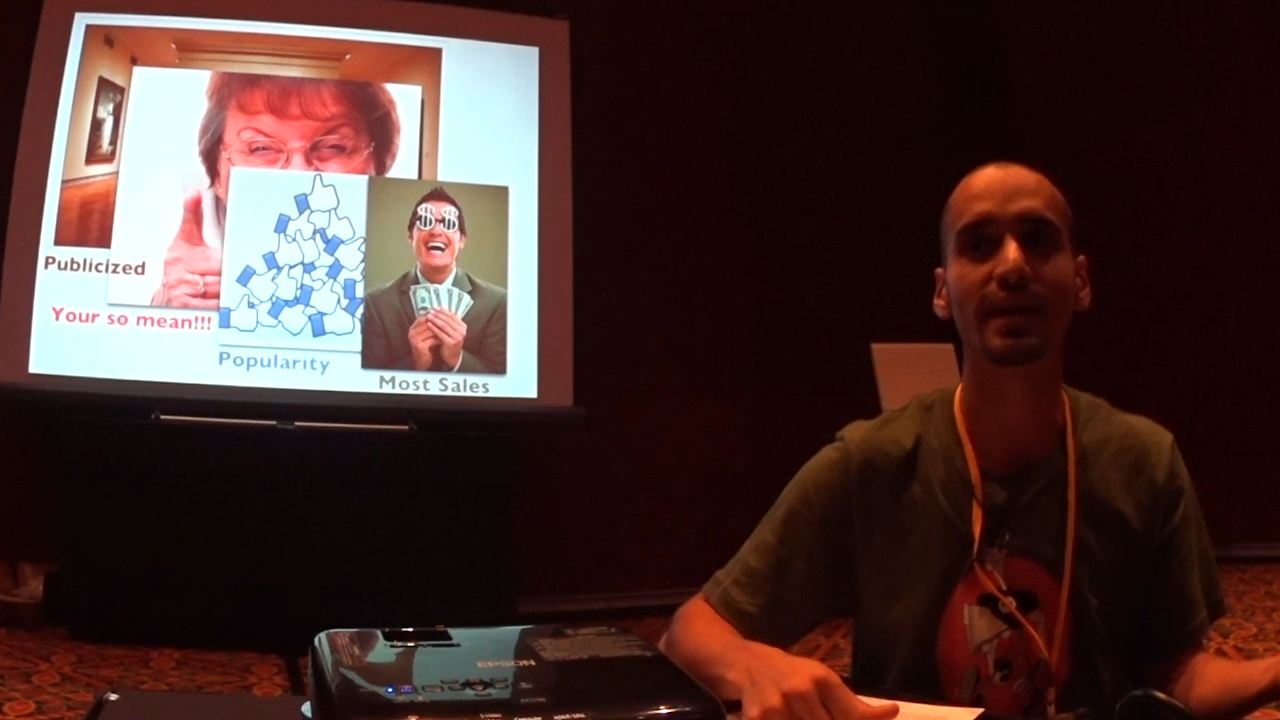 Publicized
Your so mean!!!
Popularity
$ $
Most Sales
EPSON